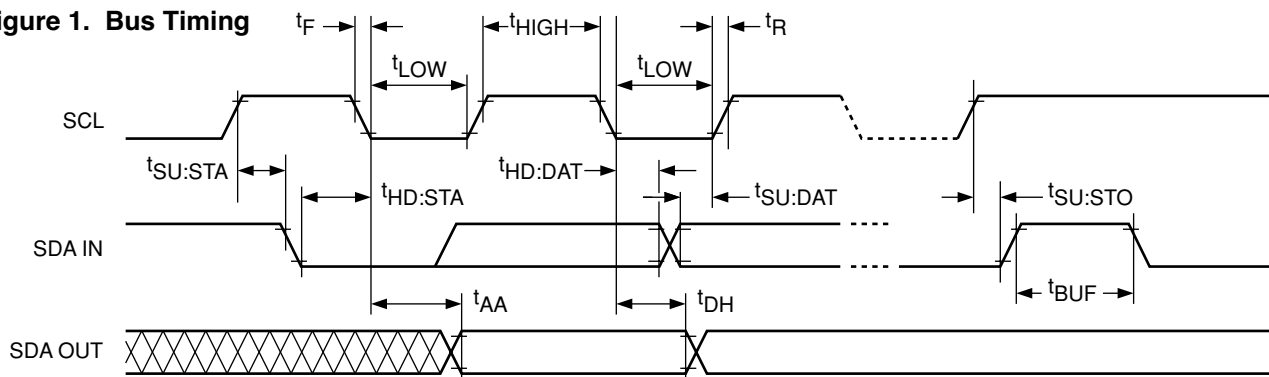 igure 1. Bus Timing
tF
tHIGH
tR
tLOW
tLOW
SCL
tSU:STA
tHD:STA
tHD:DAT
tSU:DAT
tSU:STO
SDA IN
tBUF
tAA
tDH
SDA OUT